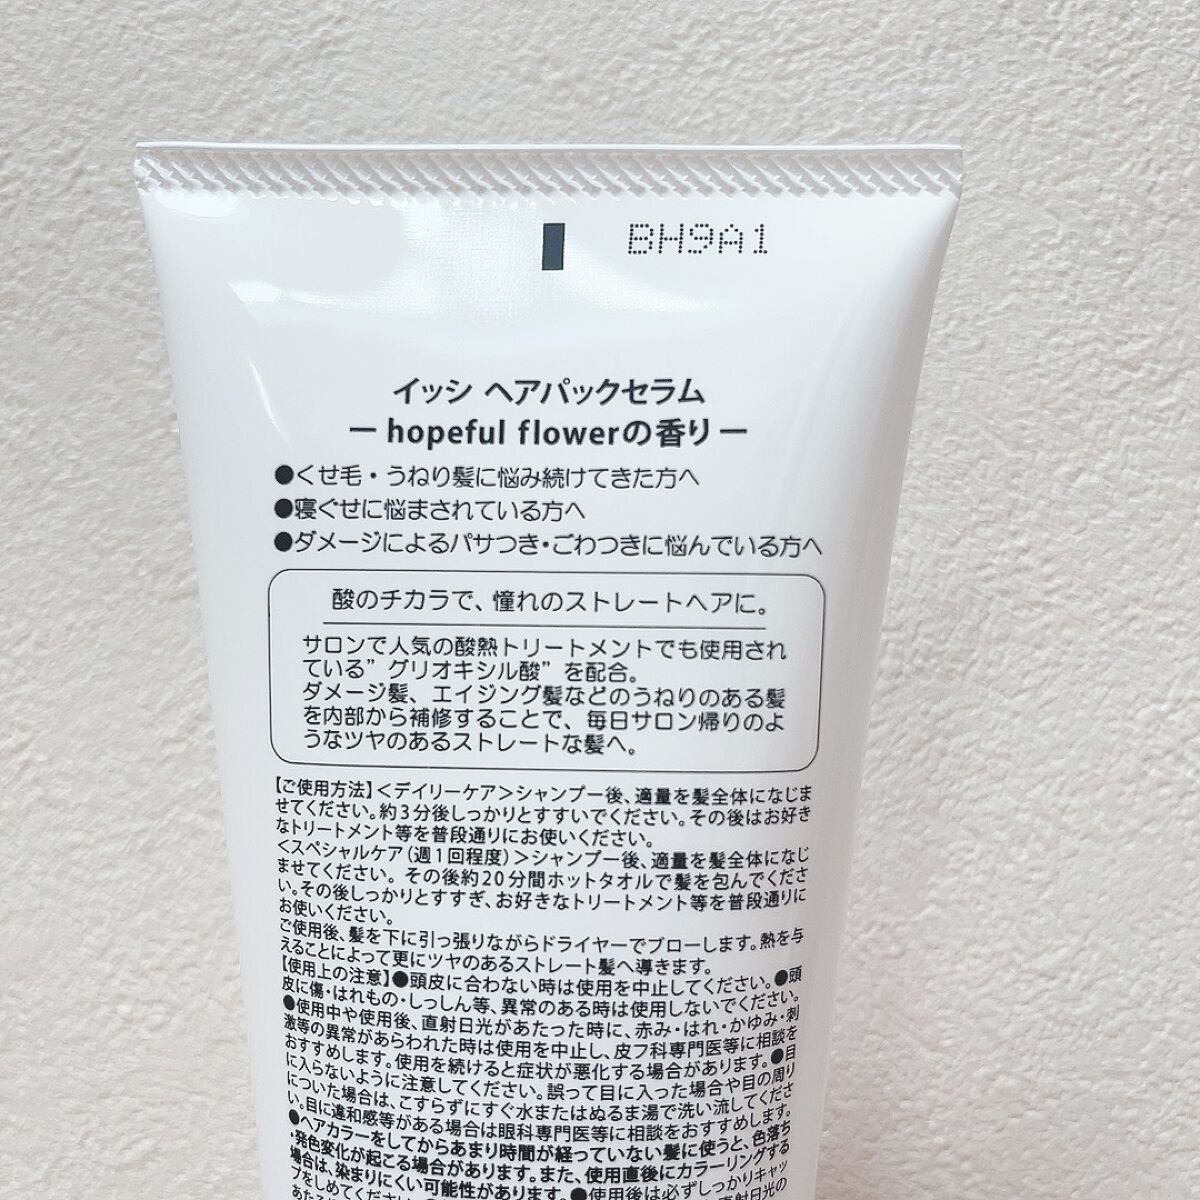 BH9A1
イッシ ヘアパックセラム
ー hopeful flowerの香り ー
●くせ毛・うねり髪に悩み続けてきた方へ
●寝ぐせに悩まされている方へ
●ダメージによるパサつき・ごわつきに悩んでいる方へ
酸のチカラで、憧れのストレートヘアに。
サロンで人気の酸熱トリートメントでも使用され
ている”グリオキシル酸”を配合。
ダメージ髪、エイジング髪などのうねりのある髪
を内部から補修することで、毎日サロン帰りのよ
うなツヤのあるストレートな髪へ。
【ご使用方法】＜デイリーケア＞シャンプー後、適量を髪全体になじま
せてください。約3分後しっかりとすすいでください。その後はお好き
なトリートメント等を普段通りにお使いください。
＜スペシャルケア（週1回程度）＞シャンプー後、適量を髪全体になじ
ませてください。その後約20分間ホットタオルで髪を包んでくださ
い。その後しっかりとすすぎ、お好きなトリートメント等を普段通りに
お使いください。
ご使用後、髪を下に引っ張りながらドライヤーでブローします。熱を与
えることによって更にツヤのあるストレート髪へ導きます。
【使用上の注意】●頭皮に合わない時は使用を中止してください。●頭
皮に傷・はれもの・しっしん等、異常のある時は使用しないでください。
●使用中や使用後、直射日光があたった時に、赤み・はれ・かゆみ・刺
激等の異常があらわれた時は使用を中止し、皮フ科専門医等に相談を
おすすめします。使用を続けると症状が悪化する場合があります。●目
に入らないように注意してください。誤って目に入った場合や目の周り
についた場合は、こすらずにすぐ水またはぬるま湯で洗い流してくださ
い。目に違和感等がある場合は眼科専門医等に相談をおすすめします。
●ヘアカラーをしてからあまり時間が経っていない髪に使うと、色落ち
・発色変化が起こる場合があります。また、使用直後にカラーリングする
場合は、染まりにくい可能性があります。●使用後は必ずしっかりキャッ
プをしめてください。 直射日光の